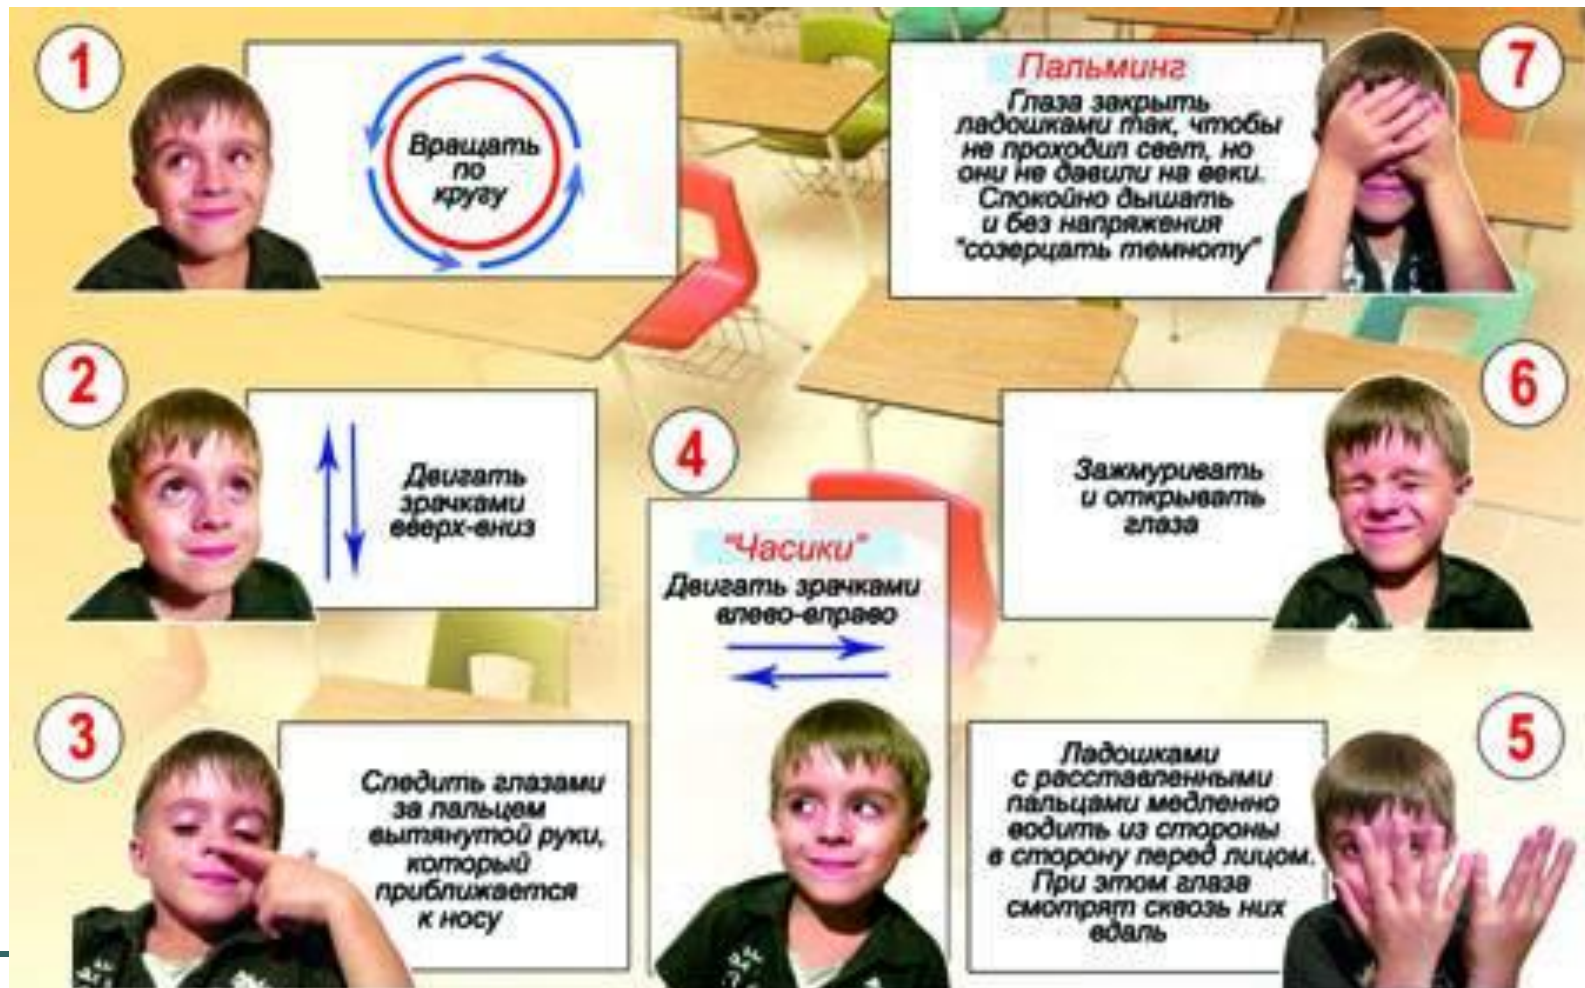 1
Вращать
по
кругу
2
Двигать
зрачками
вверх-вниз
3
Следить глазами
за пальцем
вытянутой руки,
который
приближается
к носу
4
"Часики"
Двигать зрачками
влево-вправо
5
Ладошками
с расставленными
пальцами медленно
водить из стороны
в сторону перед лицом.
При этом глаза
смотрят сквозь них
вдаль
6
Зажмуривать
и открывать
глаза
7
Пальминг
Глаза закрыть
ладошками так, чтобы
не проходил свет, но
они не давили на веки.
Спокойно дышать
и без напряжения
"созерцать темноту"